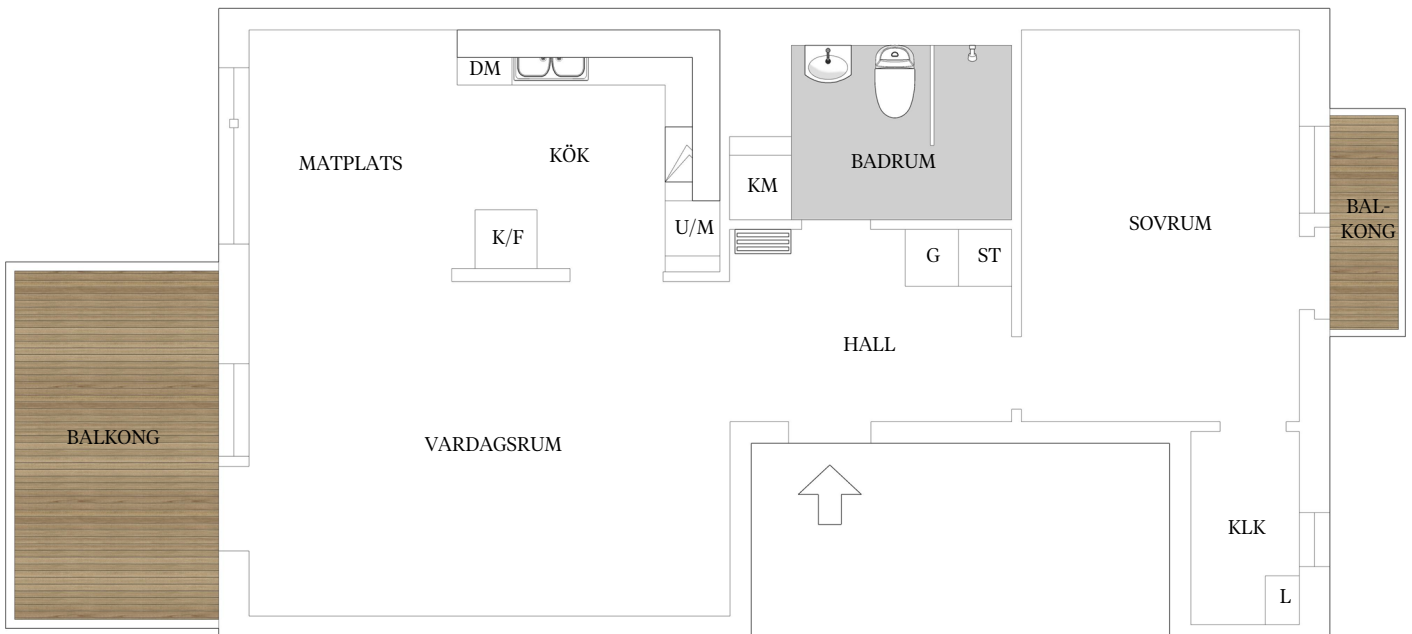 DM
MATPLATS
KÖK
BADRUM
KM
U/M
K/F
SOVRUM
BAL-
KONG
G
ST
HALL
BALKONG
VARDAGSRUM
KLK
L